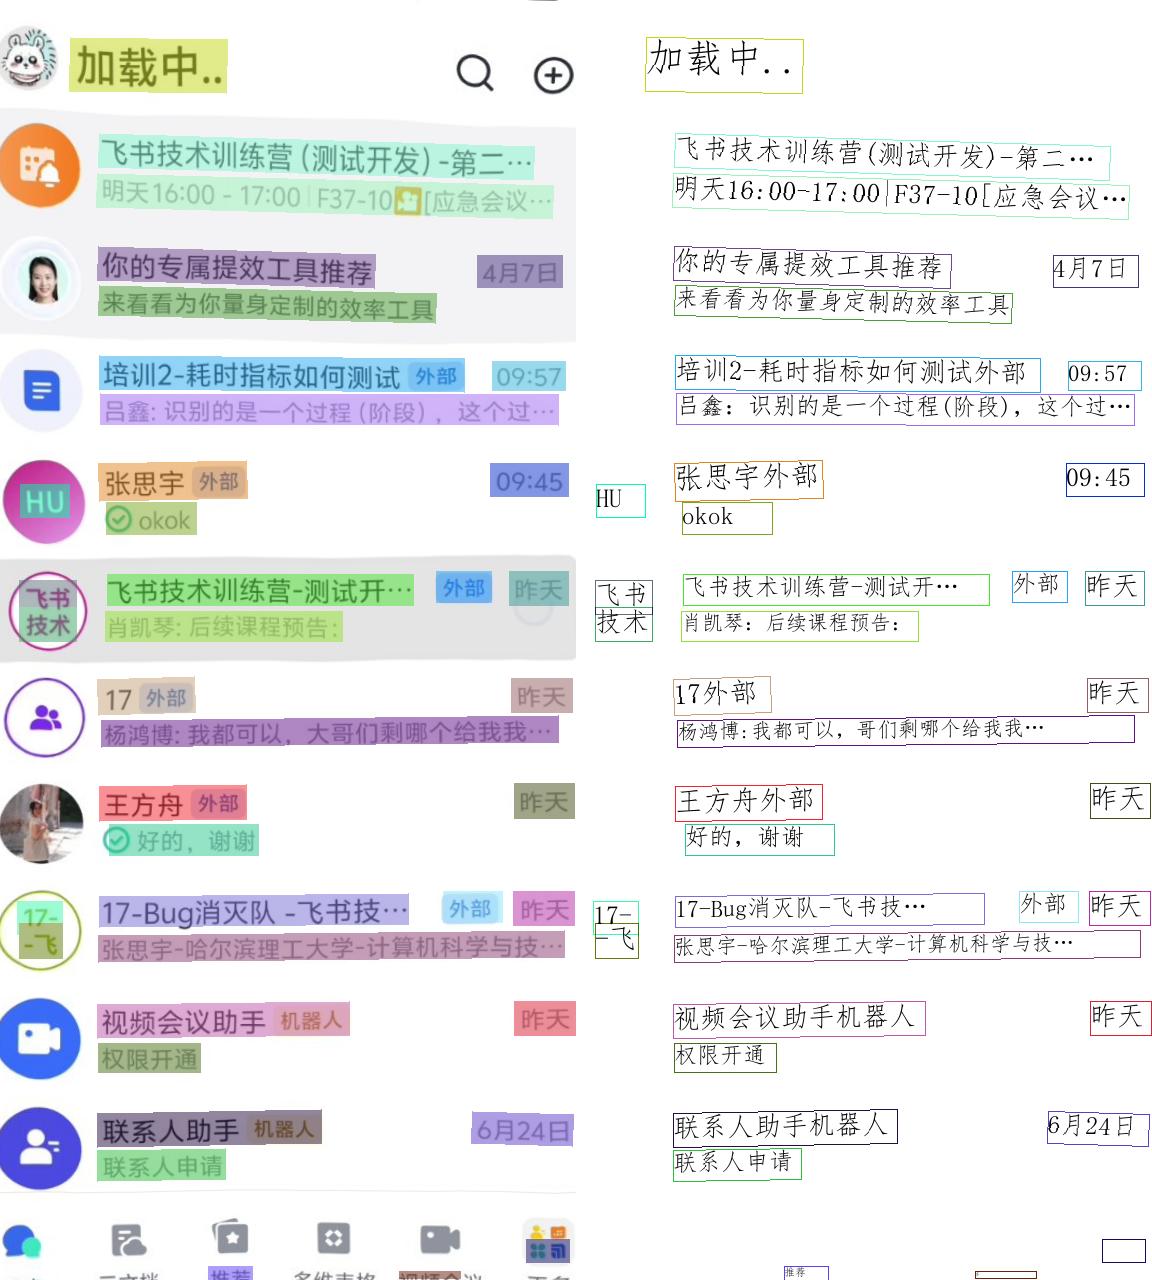 加载中..
加载中..
飞书技术训练营（测试开发）-第二…
飞书技术训练营(测试开发)-第二…
明天16:00 - 17:00 | F37-10[应急会议…
明天16:00-17:00|F37-10[应急会议…
你的专属提效工具推荐 4月7日
你的专属提效工具推荐 4月7日
来看看为你量身定制的效率工具
来看看为你量身定制的效率工具
培训2-耗时指标如何测试 外部 09:57
培训2-耗时指标如何测试外部 09:57
吕鑫: 识别的是一个过程 (阶段) ，这个过…
吕鑫: 识别的是一个过程(阶段), 这个过…
张思宇 外部 09:45
张思宇外部 09:45
HU
HU
okok
okok
飞书技术训练营-测试开… 外部 昨天
飞书技术训练营-测试开… 外部 昨天
飞书
技术
飞书
技术
肖凯琴: 后续课程预告:
肖凯琴: 后续课程预告:
17 外部 昨天
17外部 昨天
杨鸿博: 我都可以，大哥们剩哪个给我我…
杨鸿博:我都可以, 哥们剩哪个给我我…
王方舟 外部 昨天
王方舟外部 昨天
好的，谢谢
好的, 谢谢
17-Bug消灭队 -飞书技… 外部 昨天
17-Bug消灭队-飞书技… 外部 昨天
17-
-飞
17-
-飞
张思宇-哈尔滨理工大学-计算机科学与技…
张思宇-哈尔滨理工大学-计算机科学与技…
视频会议助手 机器人 昨天
视频会议助手机器人 昨天
权限开通
权限开通
联系人助手 机器人 6月24日
联系人助手机器人 6月24日
联系人申请
联系人申请
推荐
推荐